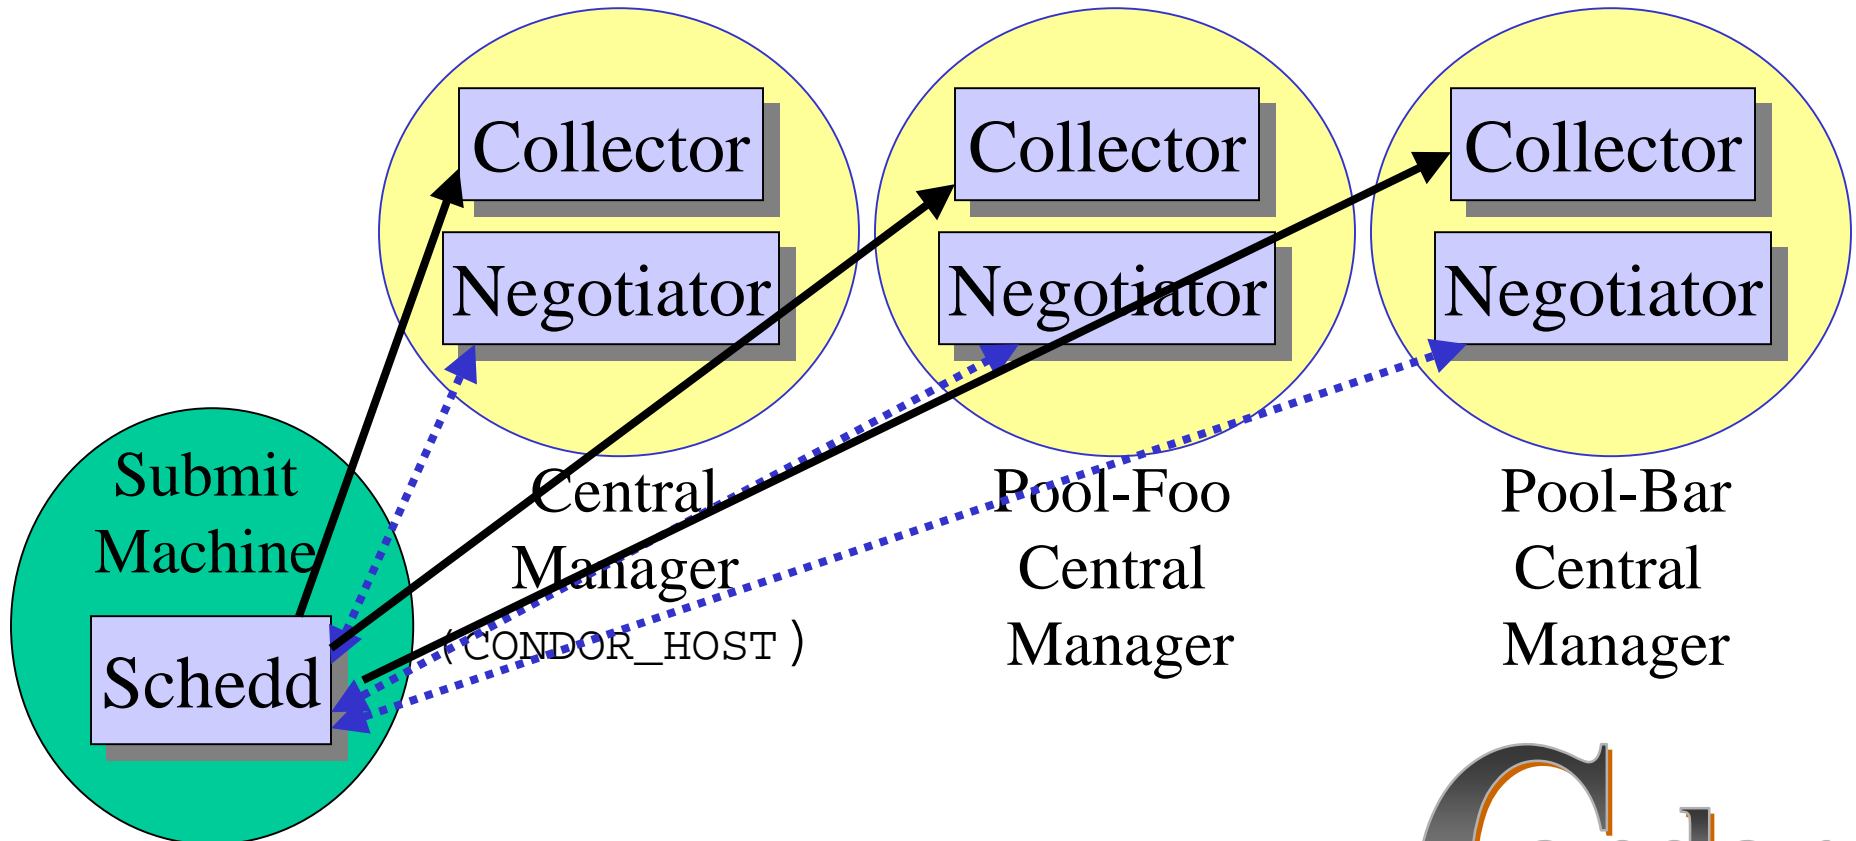 Collector
Collector
Collector
Negotiator
Negotiator
Negotiator
Submit
Machine
Schedd
Central
Manager
(CONDOR_HOST)
Pool-Foo
Central
Manager
Pool-Bar
Central
Manager